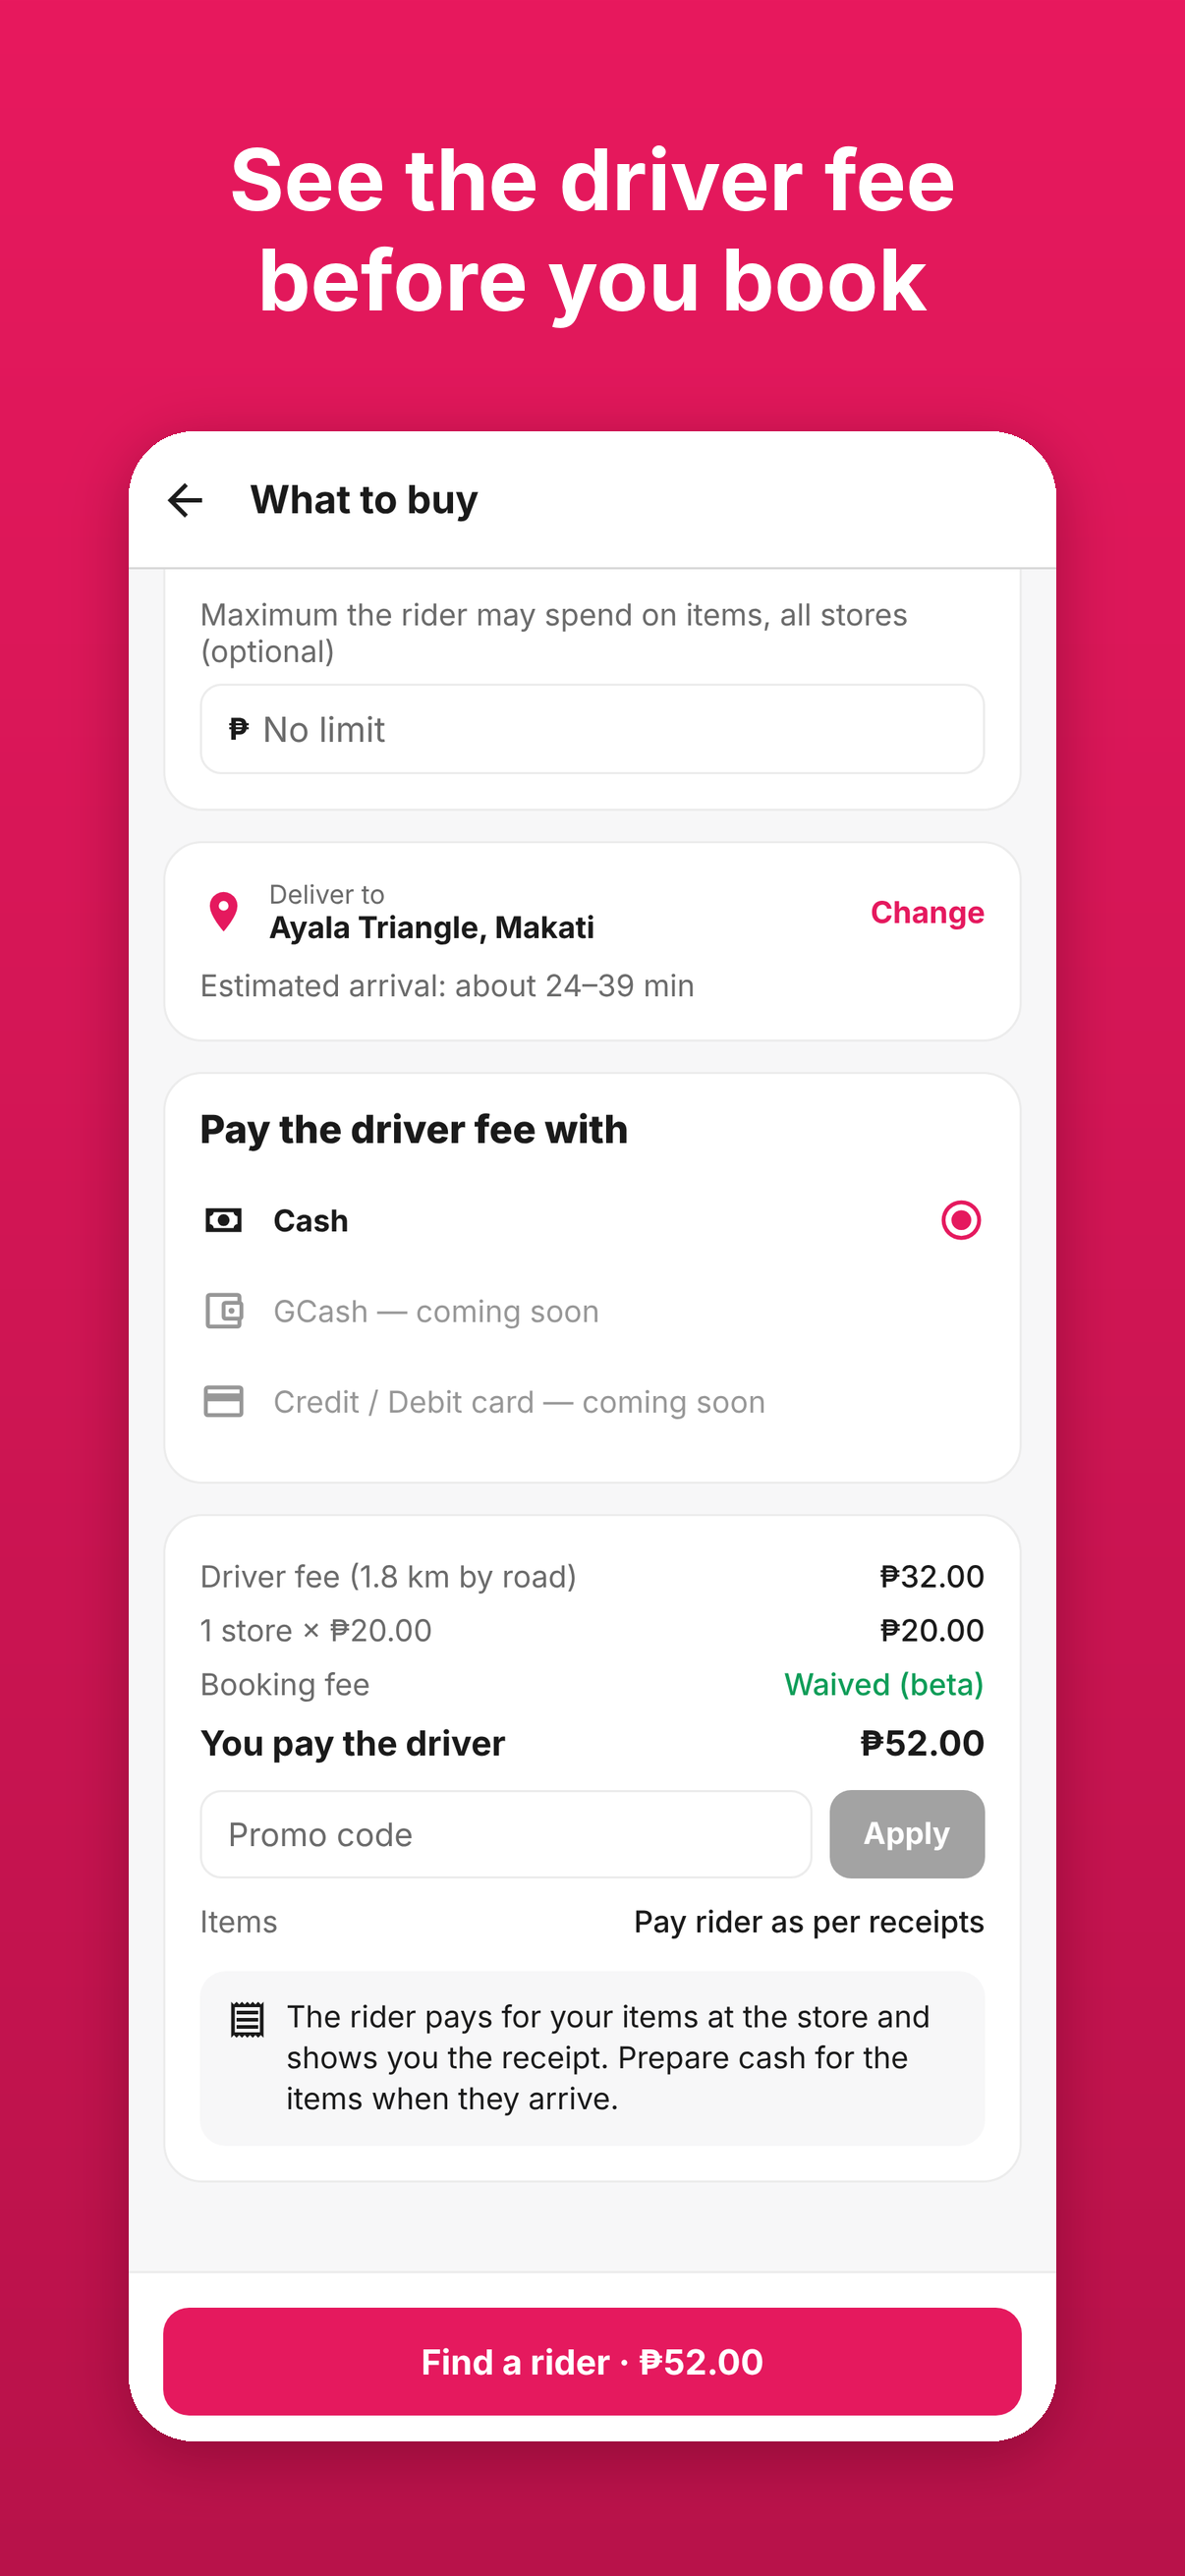 See the driver fee
before you book
What to buy
Maximum the rider may spend on items, all stores
(optional)
₱ No limit
Deliver to
Ayala Triangle, Makati
Change
Estimated arrival: about 24–39 min
Pay the driver fee with
Cash
GCash — coming soon
Credit / Debit card — coming soon
Driver fee (1.8 km by road) ₱32.00
1 store × ₱20.00 ₱20.00
Booking fee Waived (beta)
You pay the driver ₱52.00
Promo code Apply
Items Pay rider as per receipts
The rider pays for your items at the store and
shows you the receipt. Prepare cash for the
items when they arrive.
Find a rider · ₱52.00